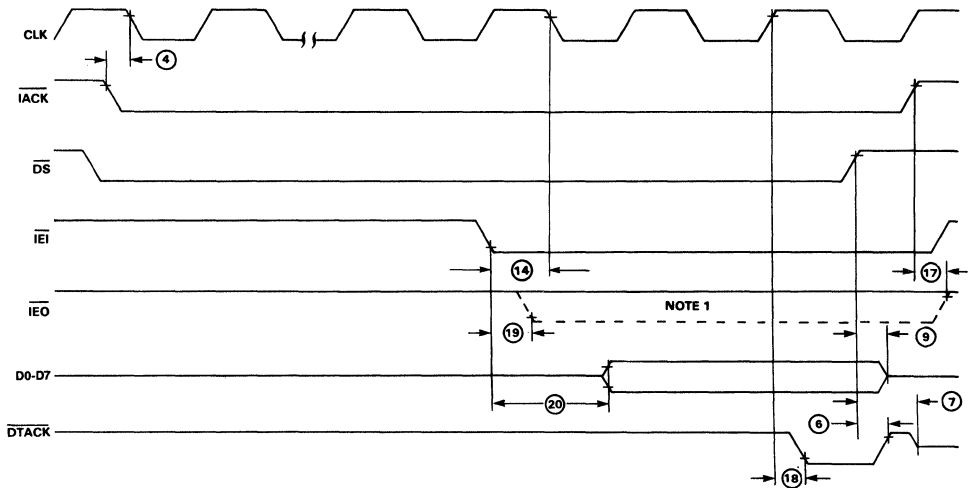 CLK
④
IACK
DS
IEI
⑭
⑰
IEO
NOTE 1
⑲
⑨
D0-D7
⑳
⑦
⑥
DTACK
⑱